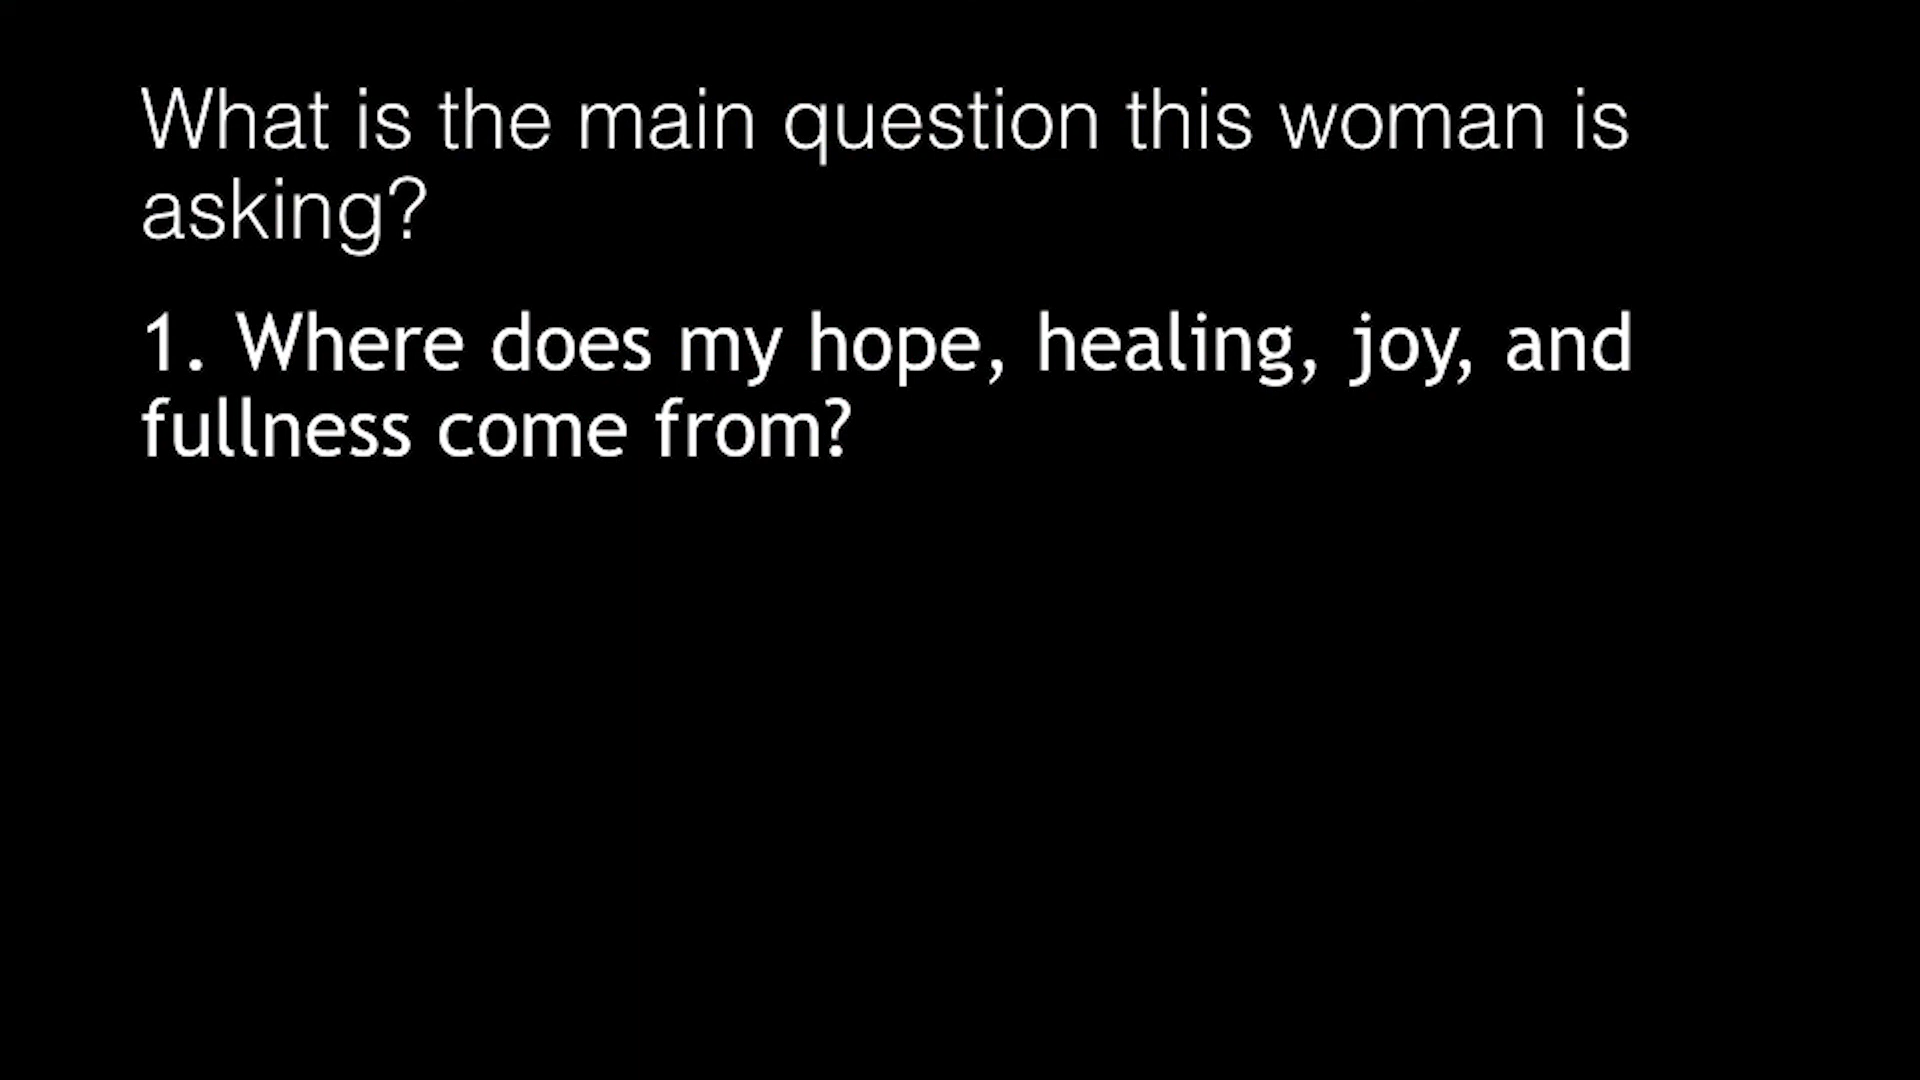 What is the main question this woman is
asking?
1. Where does my hope, healing, joy, and
fullness come from?